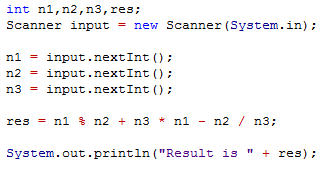 int n1,n2,n3,res;
Scanner input = new Scanner(System.in);
n1 = input.nextInt();
n2 = input.nextInt();
n3 = input.nextInt();
res = n1 % n2 + n3 * n1 - n2 / n3;
System.out.println("Result is " + res);